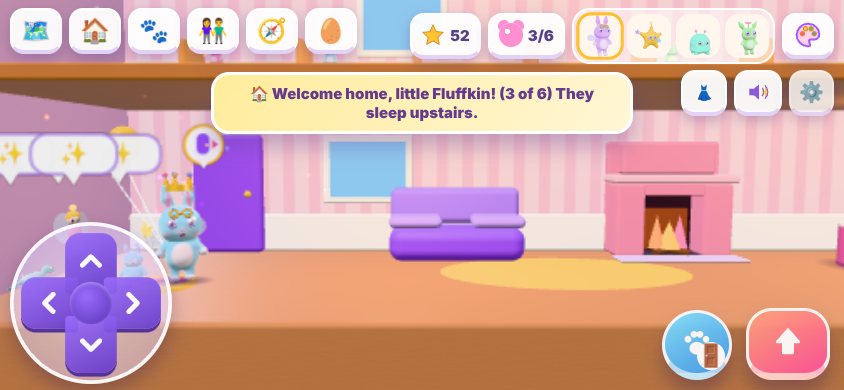 52
3/6
🏠 Welcome home, little Fluffkin! (3 of 6) They
sleep upstairs.